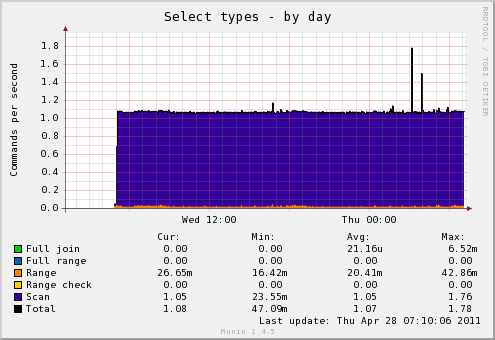 Select types - by day
RRDTOOL / TOBI OETIKER
Commands per second
1.8
1.6
1.4
1.2
1.0
0.8
0.6
0.4
0.2
0.0
Wed 12:00 Thu 00:00
Cur: Min: Avg: Max:
Full join 0.00 0.00 21.16u 6.52m
Full range 0.00 0.00 0.00 0.00
Range 26.65m 16.42m 20.41m 42.86m
Range check 0.00 0.00 0.00 0.00
Scan 1.05 23.55m 1.05 1.76
Total 1.08 47.09m 1.07 1.78
Last update: Thu Apr 28 07:10:06 2011
Munin 1.4.5